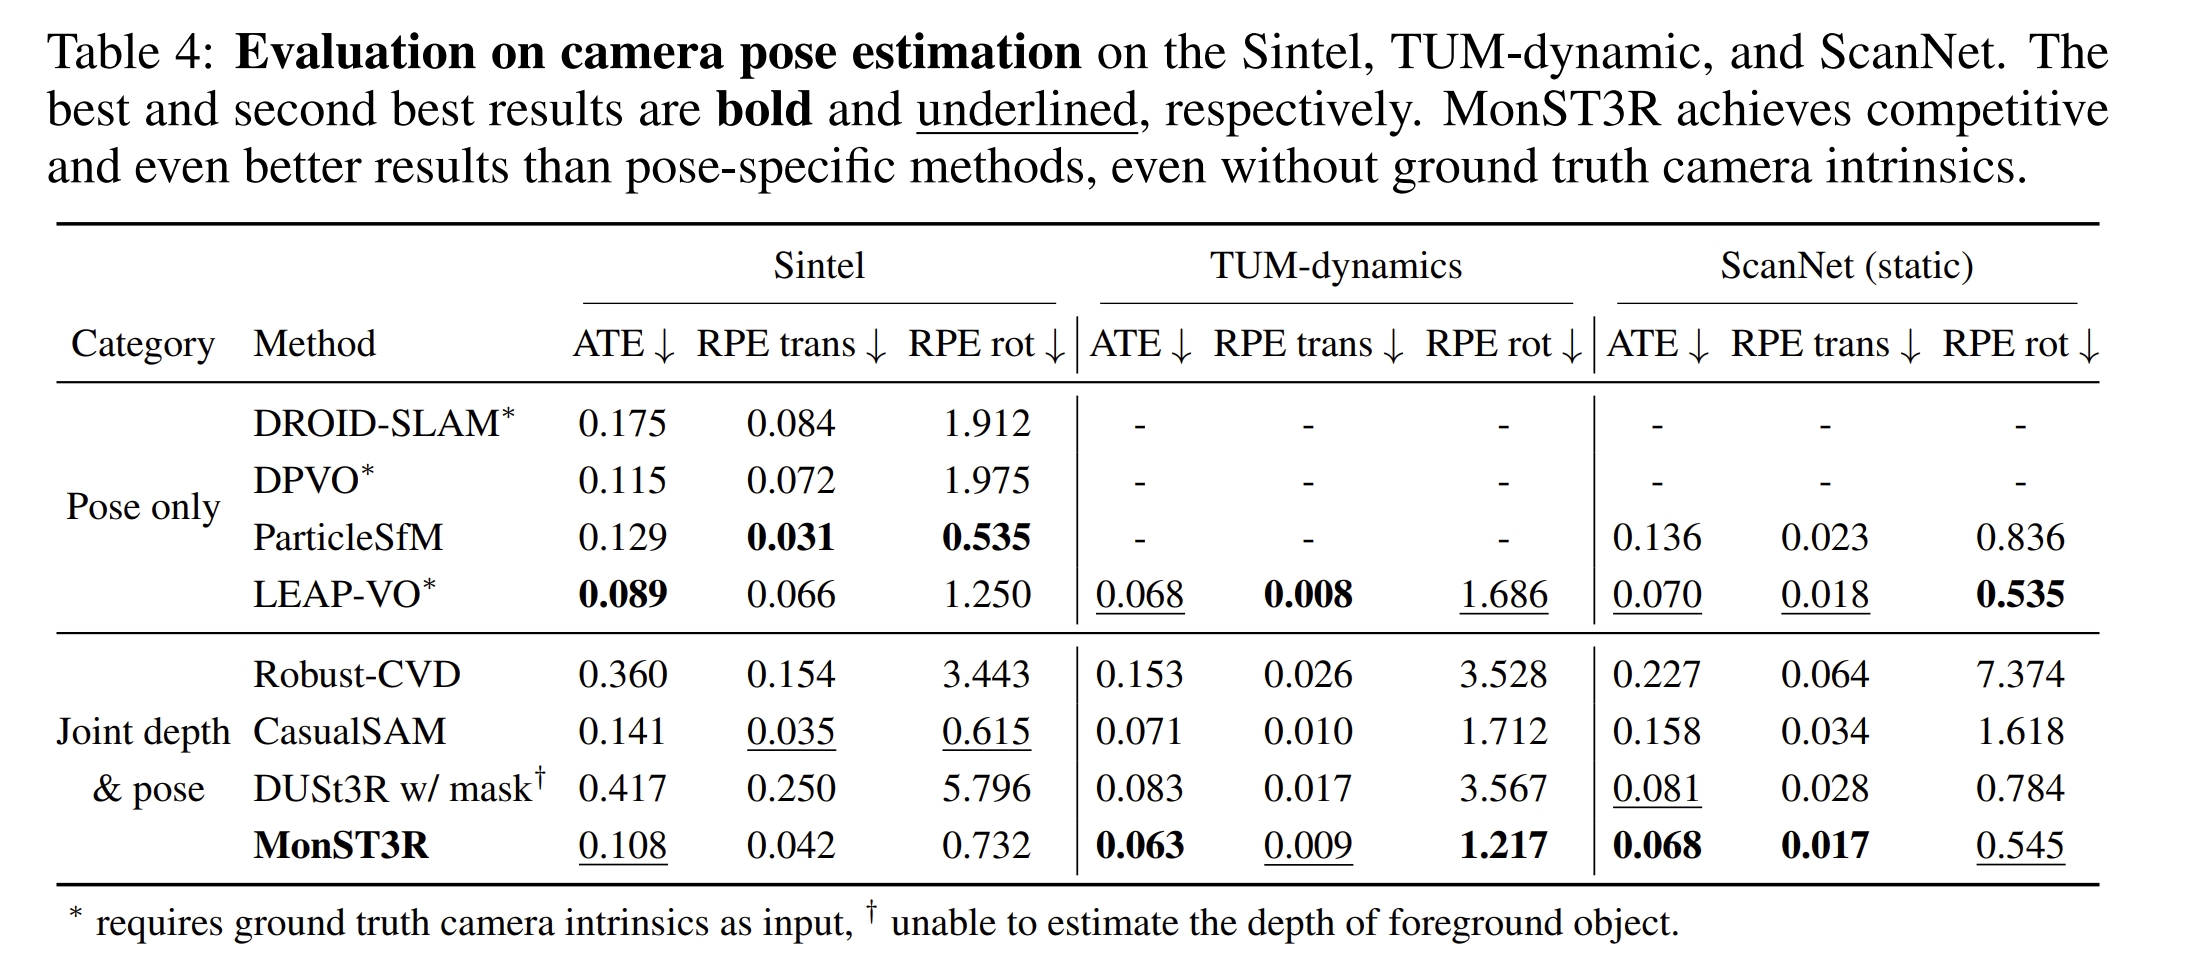 Table 4: Evaluation on camera pose estimation on the Sintel, TUM-dynamic, and ScanNet. The
best and second best results are bold and underlined, respectively. MonST3R achieves competitive
and even better results than pose-specific methods, even without ground truth camera intrinsics.
Sintel TUM-dynamics ScanNet (static)
Category Method ATE ↓ RPE trans ↓ RPE rot ↓ ATE ↓ RPE trans ↓ RPE rot ↓ ATE ↓ RPE trans ↓ RPE rot ↓
DROID-SLAM* 0.175 0.084 1.912 - - - - - -
DPVO* 0.115 0.072 1.975 - - - - - -
Pose only
ParticleSfM 0.129 0.031 0.535 - - - 0.136 0.023 0.836
LEAP-VO* 0.089 0.066 1.250 0.068 0.008 1.686 0.070 0.018 0.535
Robust-CVD 0.360 0.154 3.443 0.153 0.026 3.528 0.227 0.064 7.374
Joint depth CasualSAM 0.141 0.035 0.615 0.071 0.010 1.712 0.158 0.034 1.618
& pose DUSt3R w/ mask† 0.417 0.250 5.796 0.083 0.017 3.567 0.081 0.028 0.784
MonST3R 0.108 0.042 0.732 0.063 0.009 1.217 0.068 0.017 0.545
* requires ground truth camera intrinsics as input, † unable to estimate the depth of foreground object.